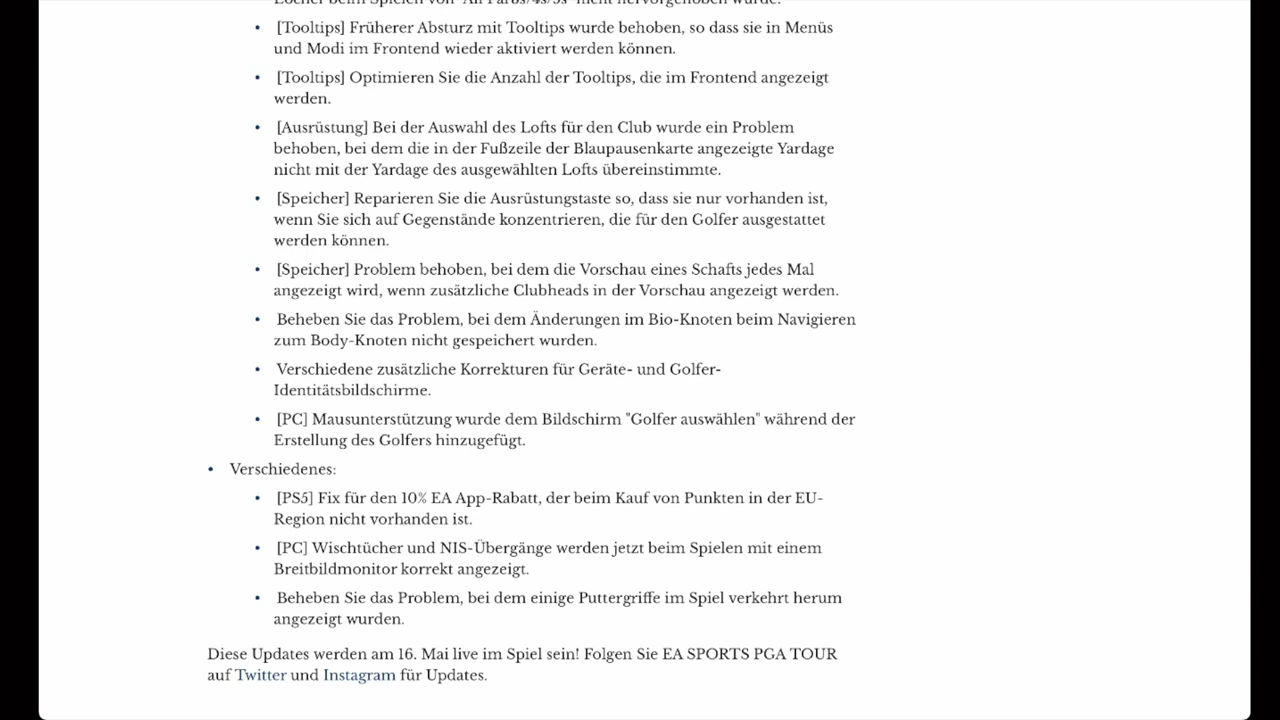 • [Tooltips] Früherer Absturz mit Tooltips wurde behoben, so dass sie in Menüs
und Modi im Frontend wieder aktiviert werden können.
• [Tooltips] Optimieren Sie die Anzahl der Tooltips, die im Frontend angezeigt
werden.
• [Ausrüstung] Bei der Auswahl des Lofts für den Club wurde ein Problem
behoben, bei dem die in der Fußzeile der Blaupausenkarte angezeigte Yardage
nicht mit der Yardage des ausgewählten Lofts übereinstimmte.
• [Speicher] Reparieren Sie die Ausrüstungstaste so, dass sie nur vorhanden ist,
wenn Sie sich auf Gegenstände konzentrieren, die für den Golfer ausgestattet
werden können.
• [Speicher] Problem behoben, bei dem die Vorschau eines Schafts jedes Mal
angezeigt wird, wenn zusätzliche Clubheads in der Vorschau angezeigt werden.
• Beheben Sie das Problem, bei dem Änderungen im Bio-Knoten beim Navigieren
zum Body-Knoten nicht gespeichert wurden.
• Verschiedene zusätzliche Korrekturen für Geräte- und Golfer-
Identitätsbildschirme.
• [PC] Mausunterstützung wurde dem Bildschirm "Golfer auswählen" während der
Erstellung des Golfers hinzugefügt.
• Verschiedenes:
• [PS5] Fix für den 10% EA App-Rabatt, der beim Kauf von Punkten in der EU-
Region nicht vorhanden ist.
• [PC] Wischtücher und NIS-Übergänge werden jetzt beim Spielen mit einem
Breitbildmonitor korrekt angezeigt.
• Beheben Sie das Problem, bei dem einige Puttergriffe im Spiel verkehrt herum
angezeigt wurden.
Diese Updates werden am 16. Mai live im Spiel sein! Folgen Sie EA SPORTS PGA TOUR
auf Twitter und Instagram für Updates.